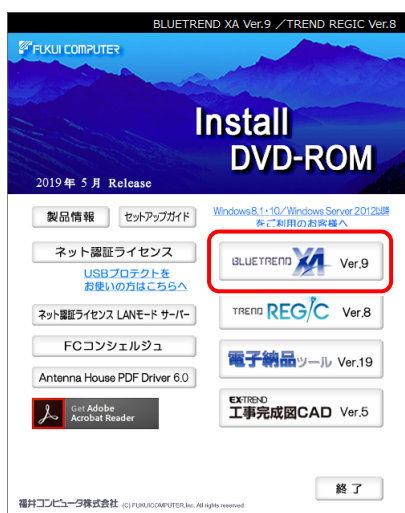 BLUETREND XA Ver.9 ／TREND REGIC Ver.8
FUKUI COMPUTER
Install
DVD-ROM
2019年 5月 Release
製品情報
セットアップガイド
Windows8.1・10／Windows Server 2012以降
をご利用のお客様へ
ネット認証ライセンス
USBプロテクトを
お使いの方はこちらへ
BLUETREND XA Ver.9
ネット認証ライセンス LANモード サーバー
TREND REGIC Ver.8
FCコンシェルジュ
電子納品ツール Ver.19
Antenna House PDF Driver 6.0
Get Adobe
Acrobat Reader
EX-TREND
工事完成図CAD Ver.5
終 了
福井コンピュータ株式会社 (C) FUKUICOMPUTER,Inc. All rights reserved.